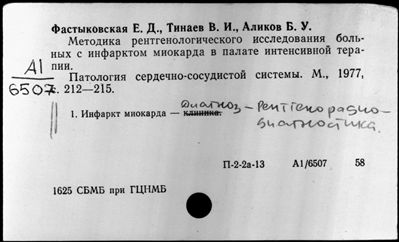 Фастыковская Е. Д., Тинаев В. И., Аликов Б. У.
Методика рентгенологического исследования боль-
ных с инфарктом миокарда в палате интенсивной тера-
пии.
А1
6507
Патология сердечно-сосудистой системы. М., 1977,
с. 212—215.
1. Инфаркт миокарда — клиника. Диагноз – Рентгенорадио-
диагностика.
П-2-2а-13 А1/6507 58
1625 СБМБ при ГЦНМБ